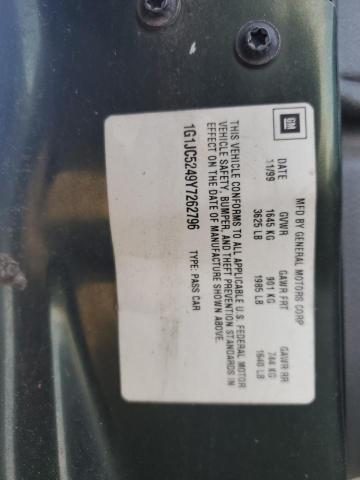 GM
MFD BY GENERAL MOTORS CORP
DATE GVWR GAWR FRT GAWR RR
11/99 1645 KG 901 KG 744 KG
3625 LB 1985 LB 1640 LB
THIS VEHICLE CONFORMS TO ALL APPLICABLE U.S. FEDERAL MOTOR
VEHICLE SAFETY, BUMPER, AND THEFT PREVENTION STANDARDS IN
EFFECT ON THE DATE OF MANUFACTURE SHOWN ABOVE.
1G1JC5249Y7262796 TYPE: PASS CAR